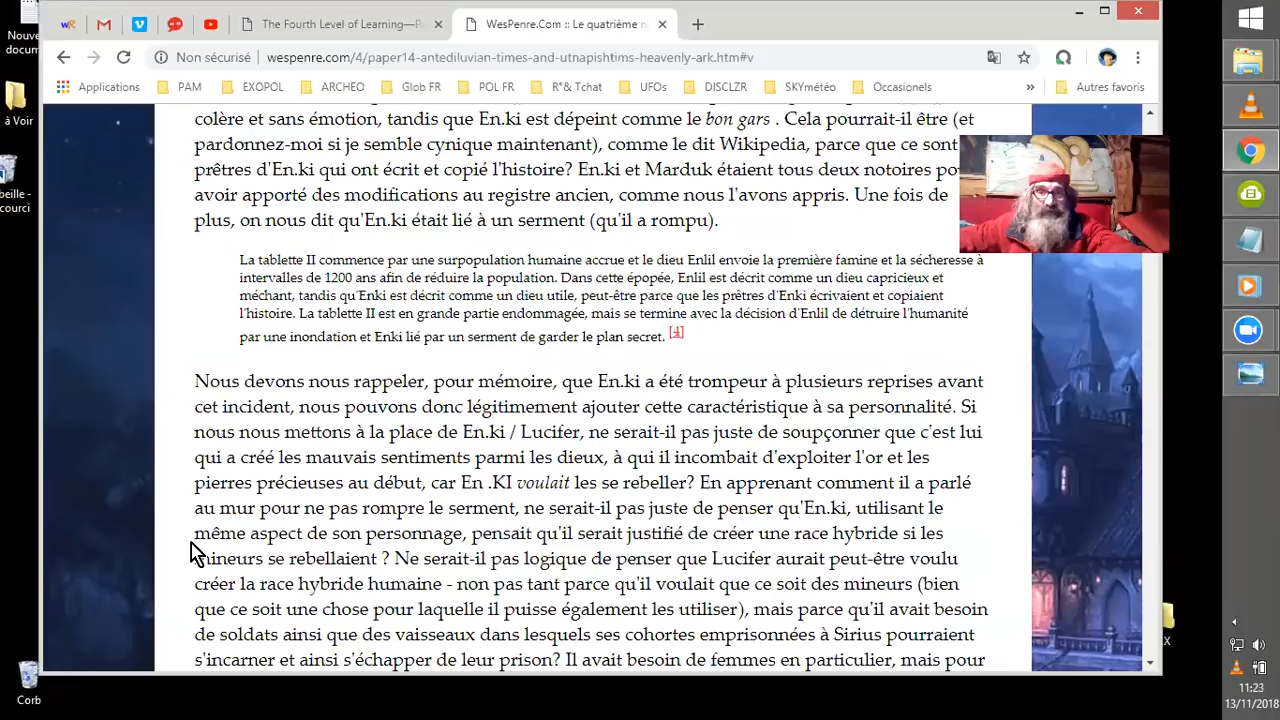 Nouve
docum
à Voir
beille -
courci
Corb
The Fourth Level of Learning—P
WesPenre.Com :: Le quatrième n
Non sécurisé
wespenre.com/4/paper14-antediluvian-times-and-utnapishtims-heavenly-ark.htm#v
Applications PAM EXOPOL ARCHEO Glob FR POL FR R°& Tchat UFOs DISCLZR SKYmétéo Occasionels » Autres favoris
colère et sans émotion, tandis que En.ki est dépeint comme le bon gars . Cela pourrait-il être (et
pardonnez-moi si je semble cynique maintenant), comme le dit Wikipedia, parce que ce sont
prêtres d'En.ki qui ont écrit et copié l'histoire? En.ki et Marduk étaient tous deux notoires po
avoir apporté des modifications au registre ancien, comme nous l'avons appris. Une fois de
plus, on nous dit qu'En.ki était lié à un serment (qu'il a rompu).
La tablette II commence par une surpopulation humaine accrue et le dieu Enlil envoie la première famine et la sécheresse à
intervalles de 1200 ans afin de réduire la population. Dans cette épopée, Enlil est décrit comme un dieu capricieux et
méchant, tandis qu'Enki est décrit comme un dieu utile, peut-être parce que les prêtres d'Enki écrivaient et copiaient
l'histoire. La tablette II est en grande partie endommagée, mais se termine avec la décision d'Enlil de détruire l'humanité
par une inondation et Enki lié par un serment de garder le plan secret. [4]
Nous devons nous rappeler, pour mémoire, que En.ki a été trompeur à plusieurs reprises avant
cet incident, nous pouvons donc légitimement ajouter cette caractéristique à sa personnalité. Si
nous nous mettons à la place de En.ki / Lucifer, ne serait-il pas juste de soupçonner que c'est lui
qui a créé les mauvais sentiments parmi les dieux, à qui il incombait d'exploiter l'or et les
pierres précieuses au début, car En .KI voulait les se rebeller? En apprenant comment il a parlé
au mur pour ne pas rompre le serment, ne serait-il pas juste de penser qu'En.ki, utilisant le
même aspect de son personnage, pensait qu'il serait justifié de créer une race hybride si les
mineurs se rebellaient ? Ne serait-il pas logique de penser que Lucifer aurait peut-être voulu
créer la race hybride humaine - non pas tant parce qu'il voulait que ce soit des mineurs (bien
que ce soit une chose pour laquelle il puisse également les utiliser), mais parce qu'il avait besoin
de soldats ainsi que des vaisseaux dans lesquels ses cohortes emprisonnées à Sirius pourraient
s'incarner et ainsi s'échapper de leur prison? Il avait besoin de femmes en particulier, mais pour
X
11:23
13/11/2018